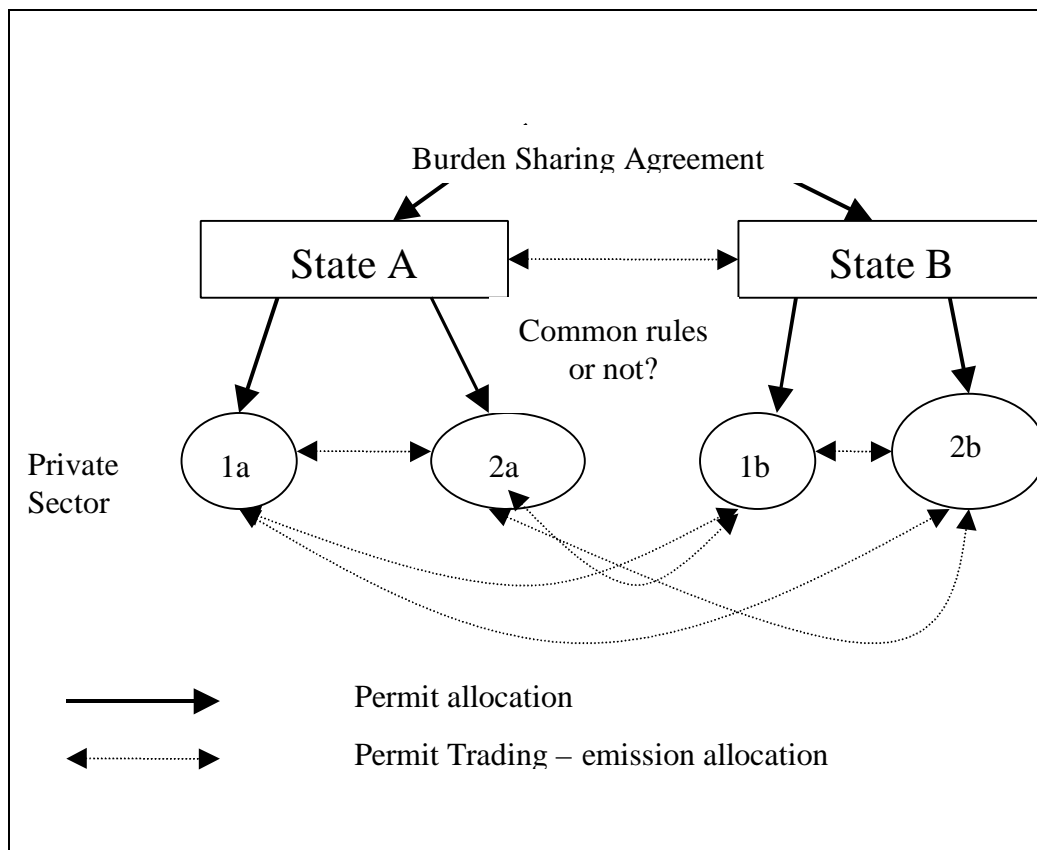 Burden Sharing Agreement
State A
State B
Common rules
or not?
Private
Sector
1a
2a
1b
2b
Permit allocation
Permit Trading – emission allocation